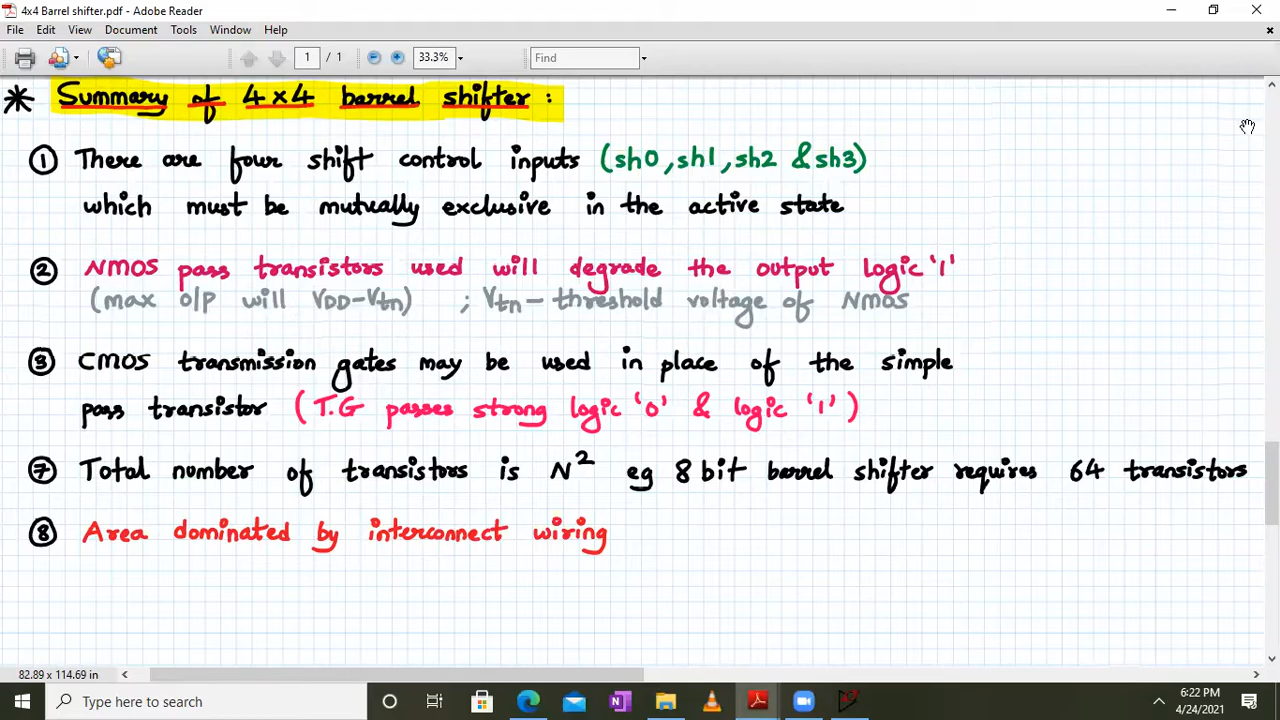 4x4 Barrel shifter.pdf - Adobe Reader
File Edit View Document Tools Window Help
1 / 1 33.3% Find
* Summary of 4x4 barrel shifter :
① There are four shift control inputs (sh0, sh1, sh2 & sh3)
which must be mutually exclusive in the active state
② NMOS pass transistors used will degrade the output logic '1'
(max o/p will VDD-Vtn) ; Vtn - threshold voltage of NMOS
③ CMOS transmission gates may be used in place of the simple
pass transistor (T.G passes strong logic '0' & logic '1')
⑦ Total number of transistors is N² eg 8 bit barrel shifter requires 64 transistors
⑧ Area dominated by interconnect wiring
82.89 x 114.69 in
Type here to search
6:22 PM
4/24/2021